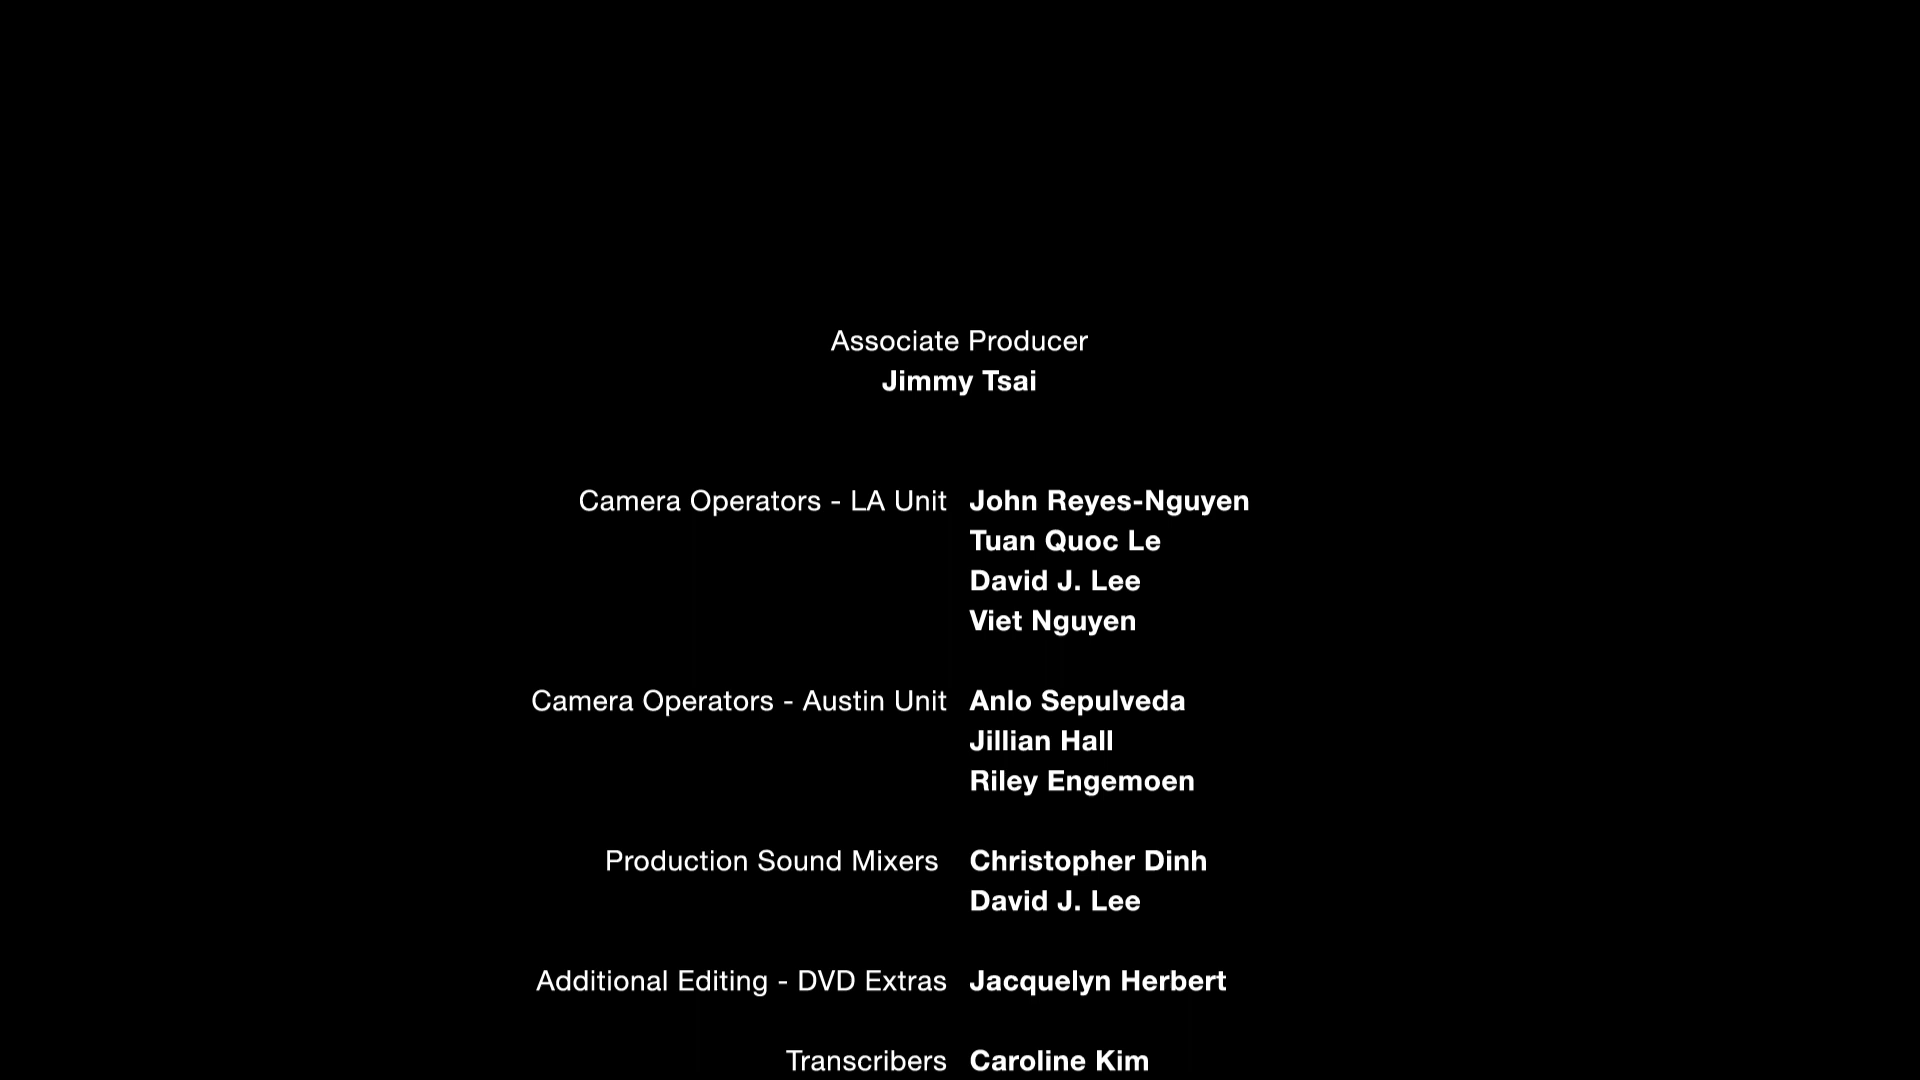 Associate Producer
Jimmy Tsai
Camera Operators - LA Unit John Reyes-Nguyen
Tuan Quoc Le
David J. Lee
Viet Nguyen
Camera Operators - Austin Unit Anlo Sepulveda
Jillian Hall
Riley Engemoen
Production Sound Mixers Christopher Dinh
David J. Lee
Additional Editing - DVD Extras Jacquelyn Herbert
Transcribers Caroline Kim